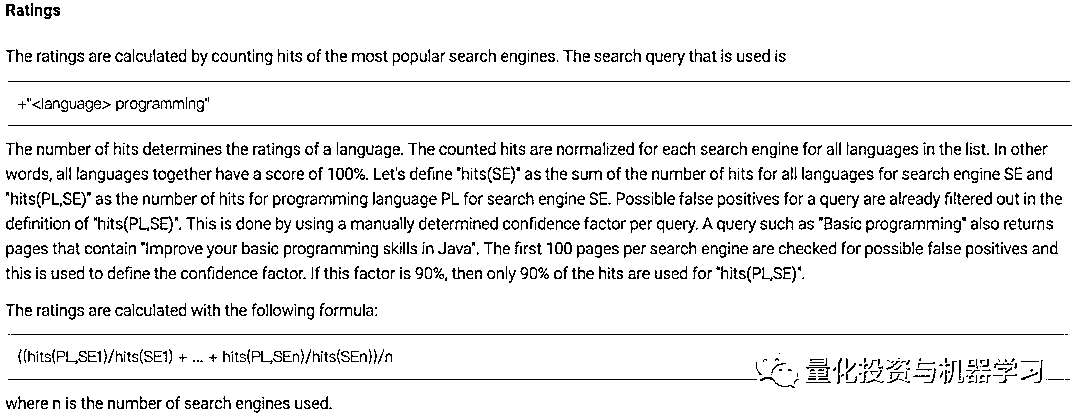 Ratings
The ratings are calculated by counting hits of the most popular search engines. The search query that is used is
+"<language> programming"
The number of hits determines the ratings of a language. The counted hits are normalized for each search engine for all languages in the list. In other
words, all languages together have a score of 100%. Let's define "hits(SE)" as the sum of the number of hits for all languages for search engine SE and
"hits(PL,SE)" as the number of hits for programming language PL for search engine SE. Possible false positives for a query are already filtered out in the
definition of "hits(PL,SE)". This is done by using a manually determined confidence factor per query. A query such as "Basic programming" also returns
pages that contain "Improve your basic programming skills in Java". The first 100 pages per search engine are checked for possible false positives and
this is used to define the confidence factor. If this factor is 90%, then only 90% of the hits are used for "hits(PL,SE)".
The ratings are calculated with the following formula:
((hits(PL,SE1)/hits(SE1) + ... + hits(PL,SEn)/hits(SEn))/n
量化投资与机器学习
where n is the number of search engines used.